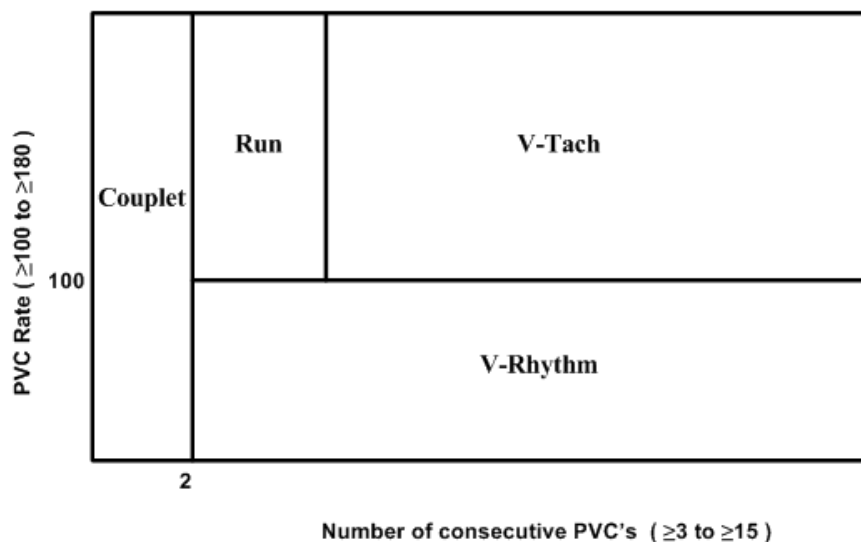 PVC Rate ( ≥100 to ≥180)
Run
V-Tach
Couplet
100
V-Rhythm
2
Number of consecutive PVC's ( ≥3 to ≥15 )